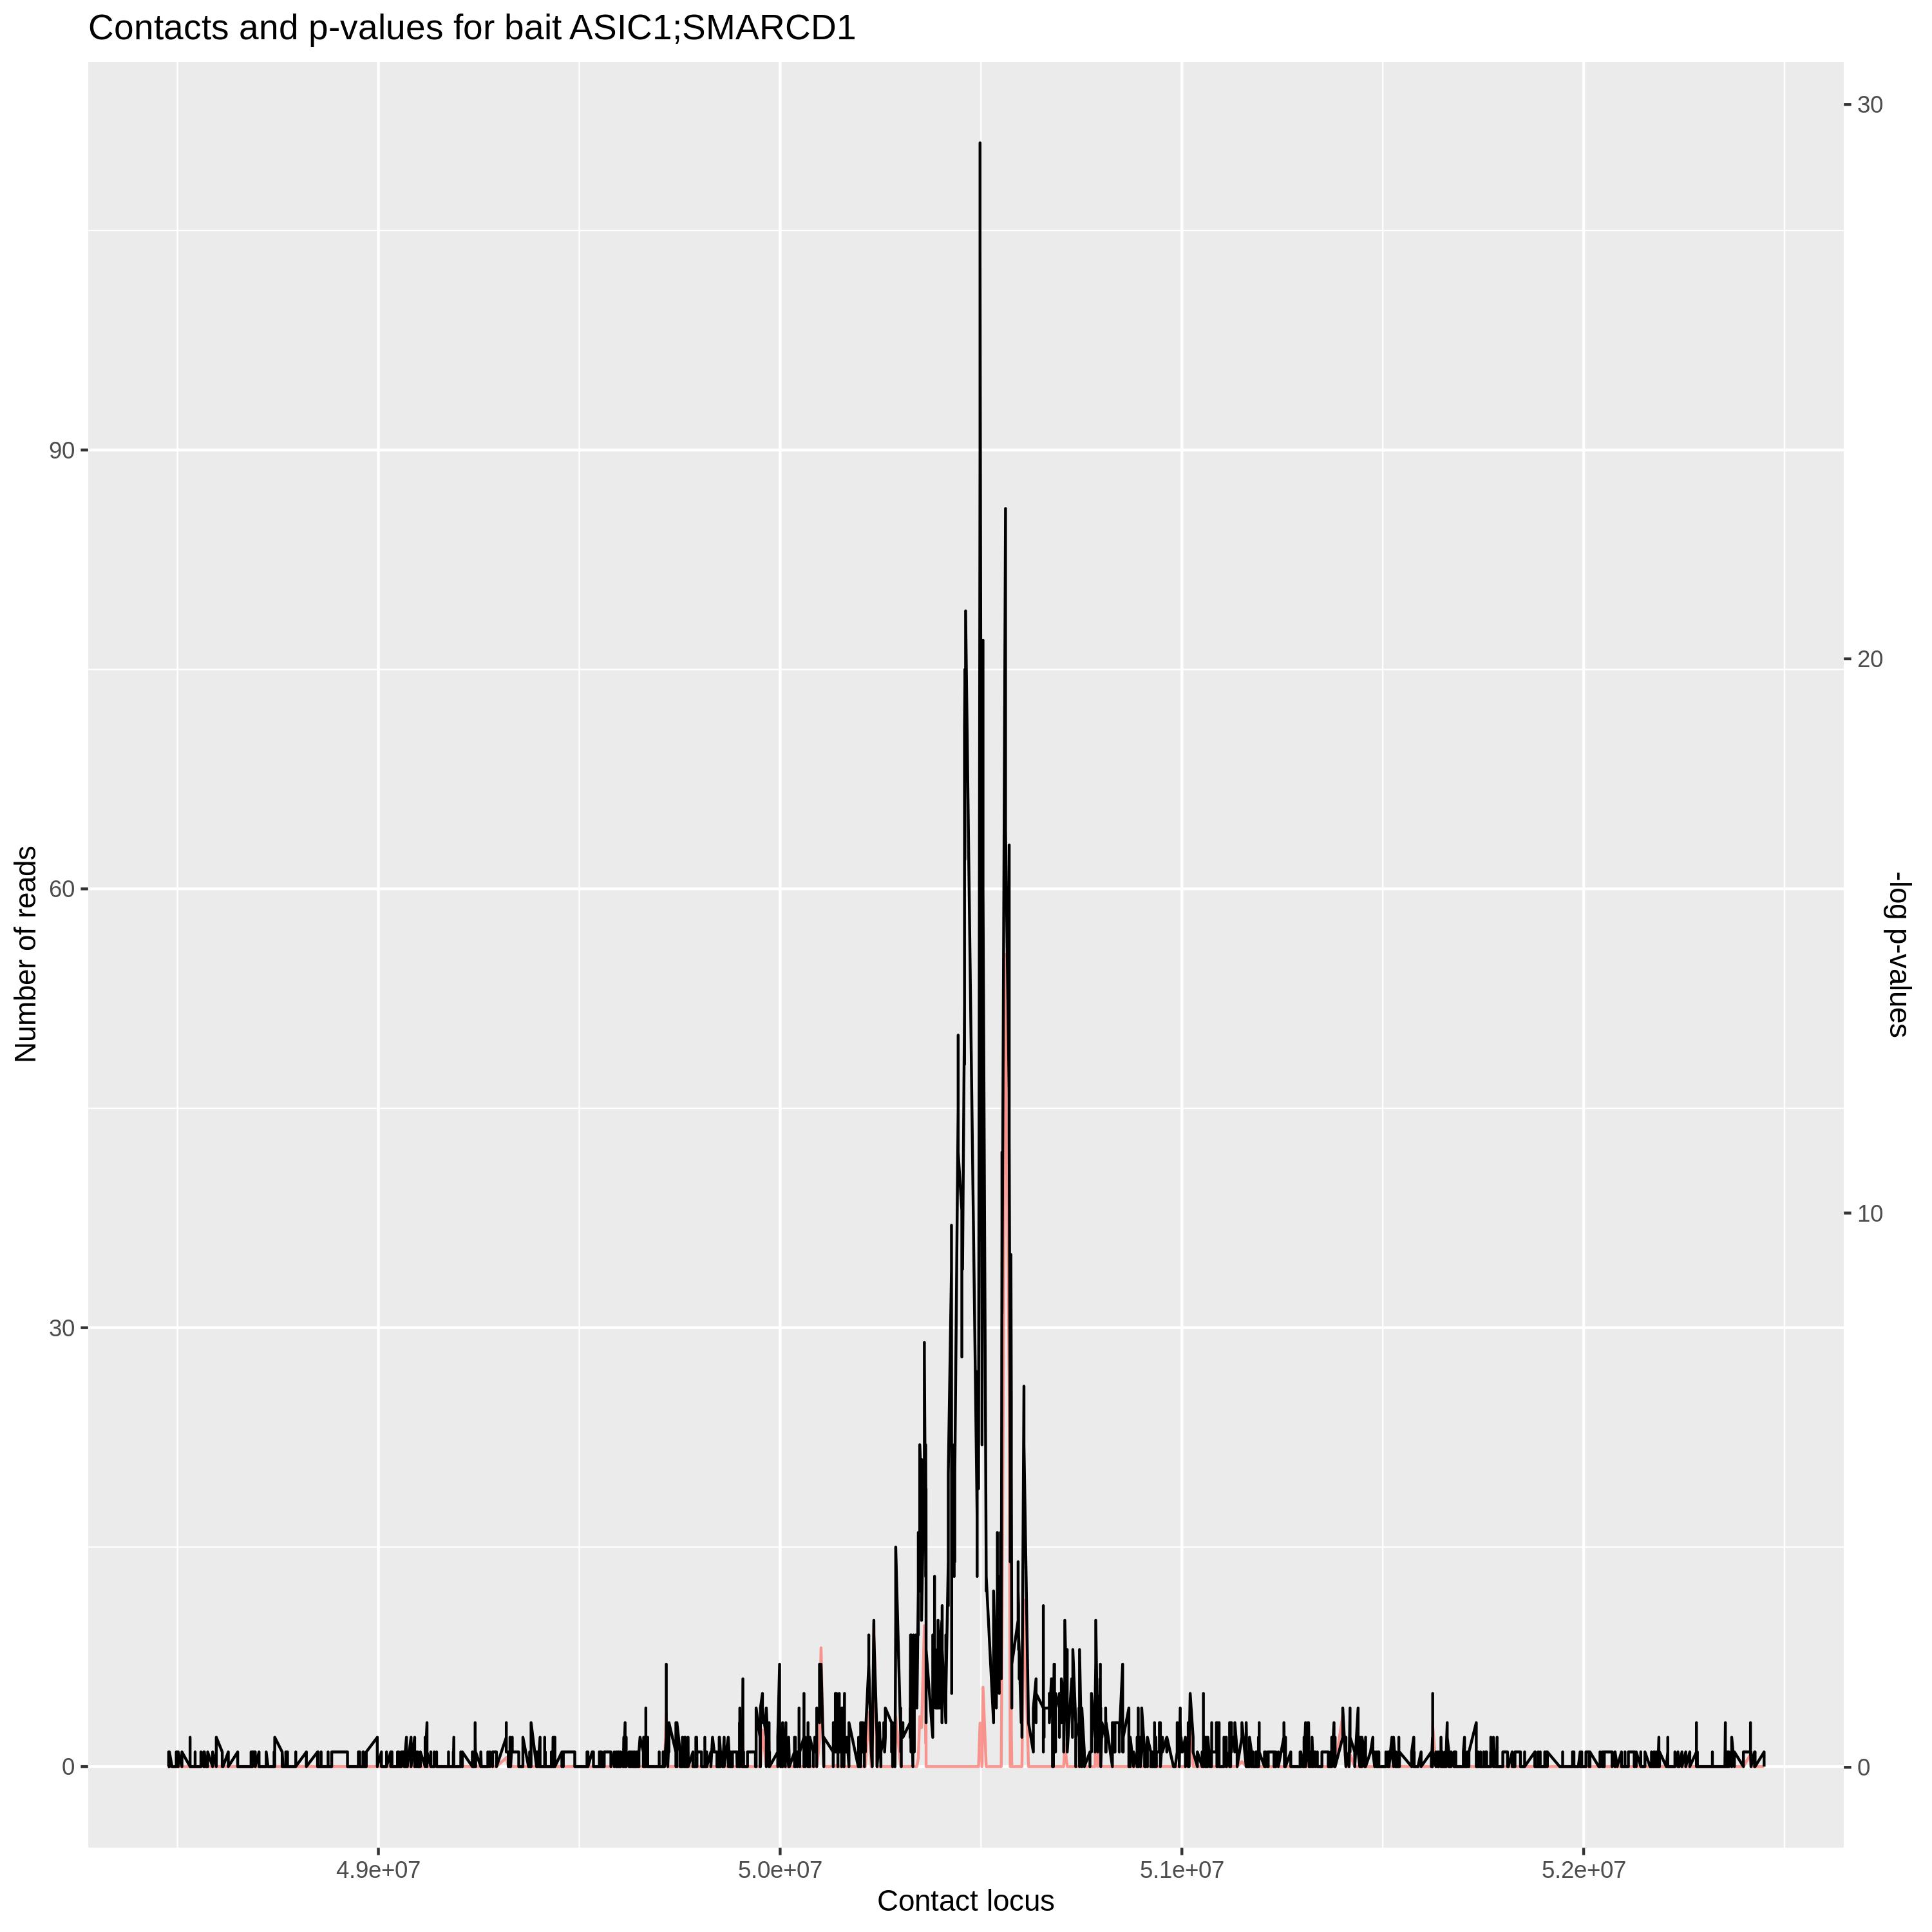 Contacts and p-values for bait ASIC1;SMARCD1
Number of reads
90
60
30
0
30
20
10
0
-log p-values
4.9e+07 5.0e+07 5.1e+07 5.2e+07
Contact locus